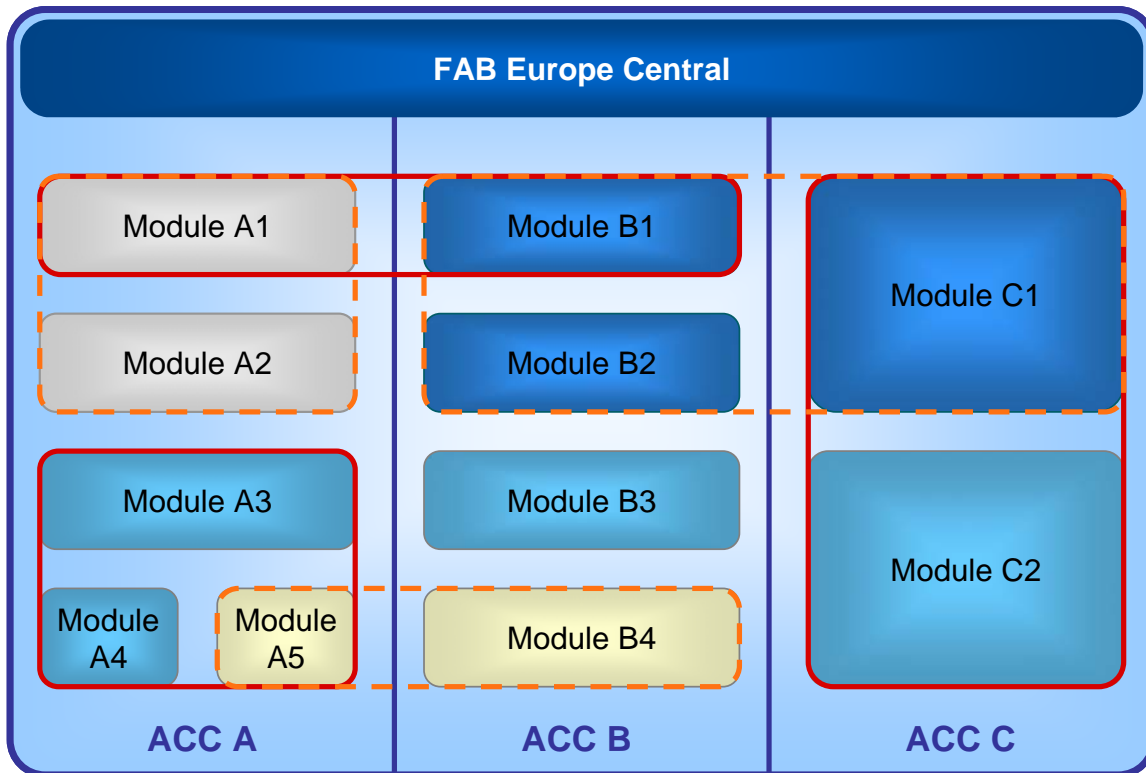 FAB Europe Central
Module A1
Module B1
Module C1
Module A2
Module B2
Module A3
Module B3
Module C2
Module
A4
Module
A5
Module B4
ACC A
ACC B
ACC C